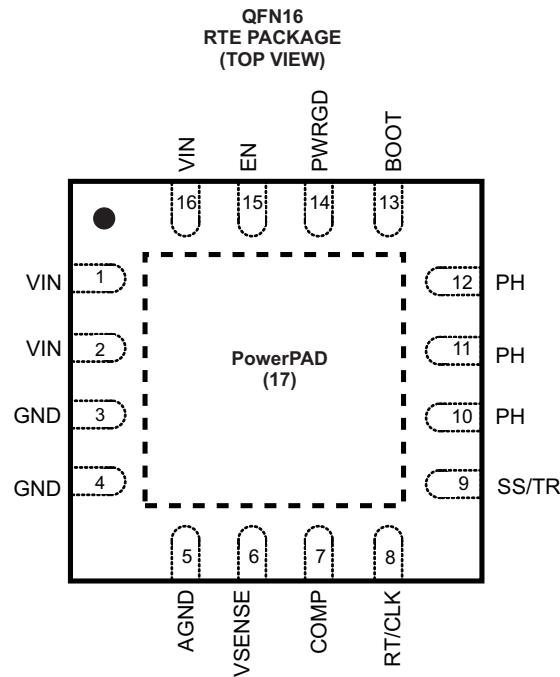 QFN16
RTE PACKAGE
(TOP VIEW)
VIN
EN
PWRGD
BOOT
16
15
14
13
VIN 1
12 PH
VIN 2
11 PH
PowerPAD
(17)
GND 3
10 PH
GND 4
9 SS/TR
5
6
7
8
AGND
VSENSE
COMP
RT/CLK